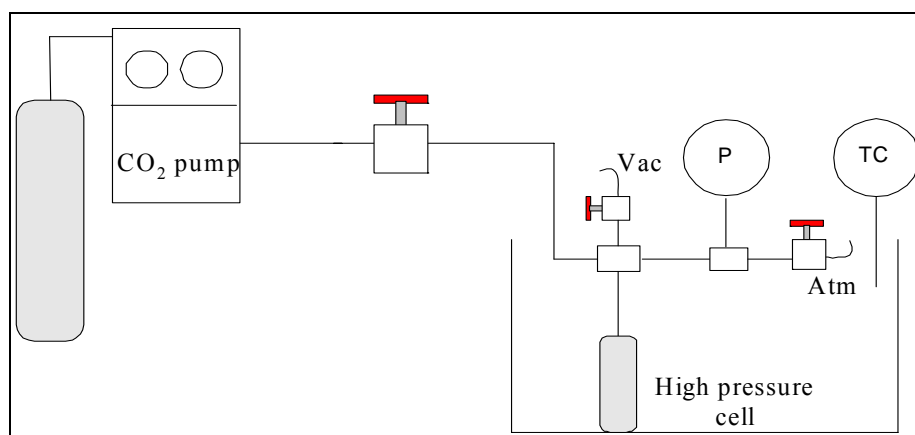 CO₂ pump
Vac
P
TC
Atm
High pressure
cell